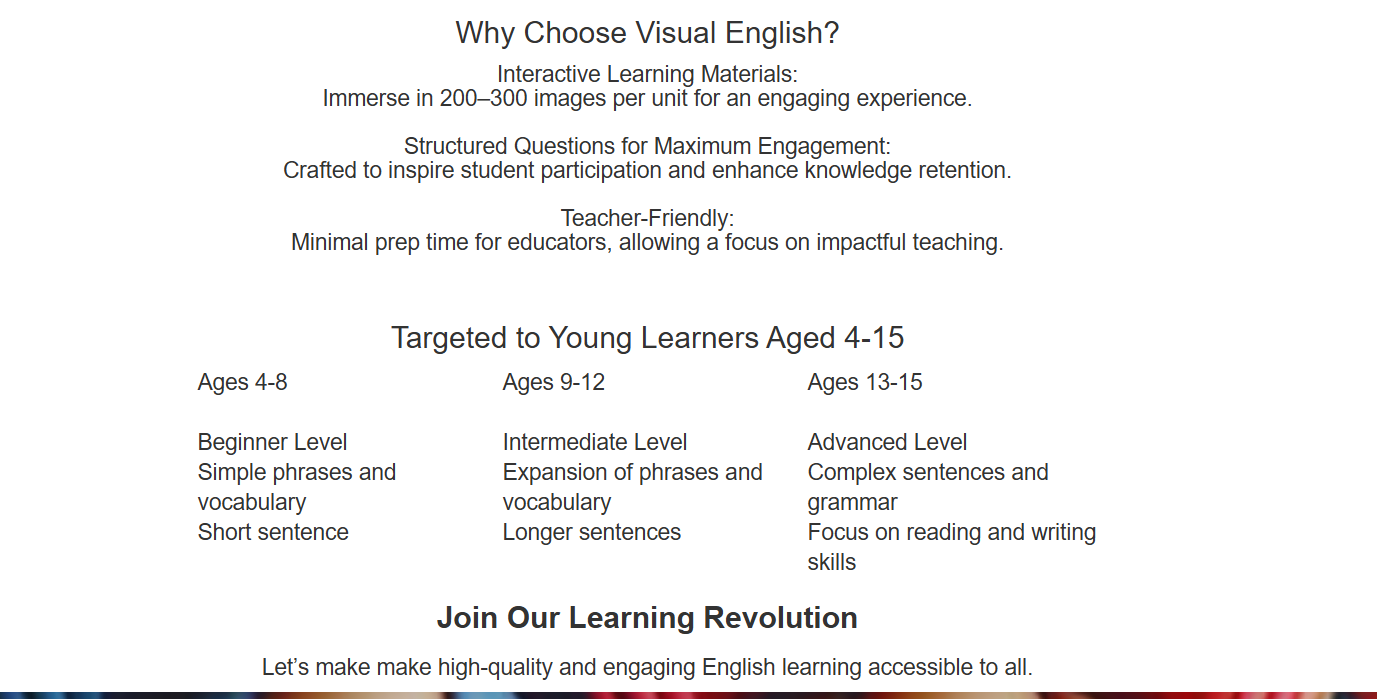 Why Choose Visual English?
Interactive Learning Materials:
Immerse in 200–300 images per unit for an engaging experience.
Structured Questions for Maximum Engagement:
Crafted to inspire student participation and enhance knowledge retention.
Teacher-Friendly:
Minimal prep time for educators, allowing a focus on impactful teaching.
Targeted to Young Learners Aged 4-15
Ages 4-8
Beginner Level
Simple phrases and
vocabulary
Short sentence
Ages 9-12
Intermediate Level
Expansion of phrases and
vocabulary
Longer sentences
Ages 13-15
Advanced Level
Complex sentences and
grammar
Focus on reading and writing
skills
Join Our Learning Revolution
Let’s make make high-quality and engaging English learning accessible to all.